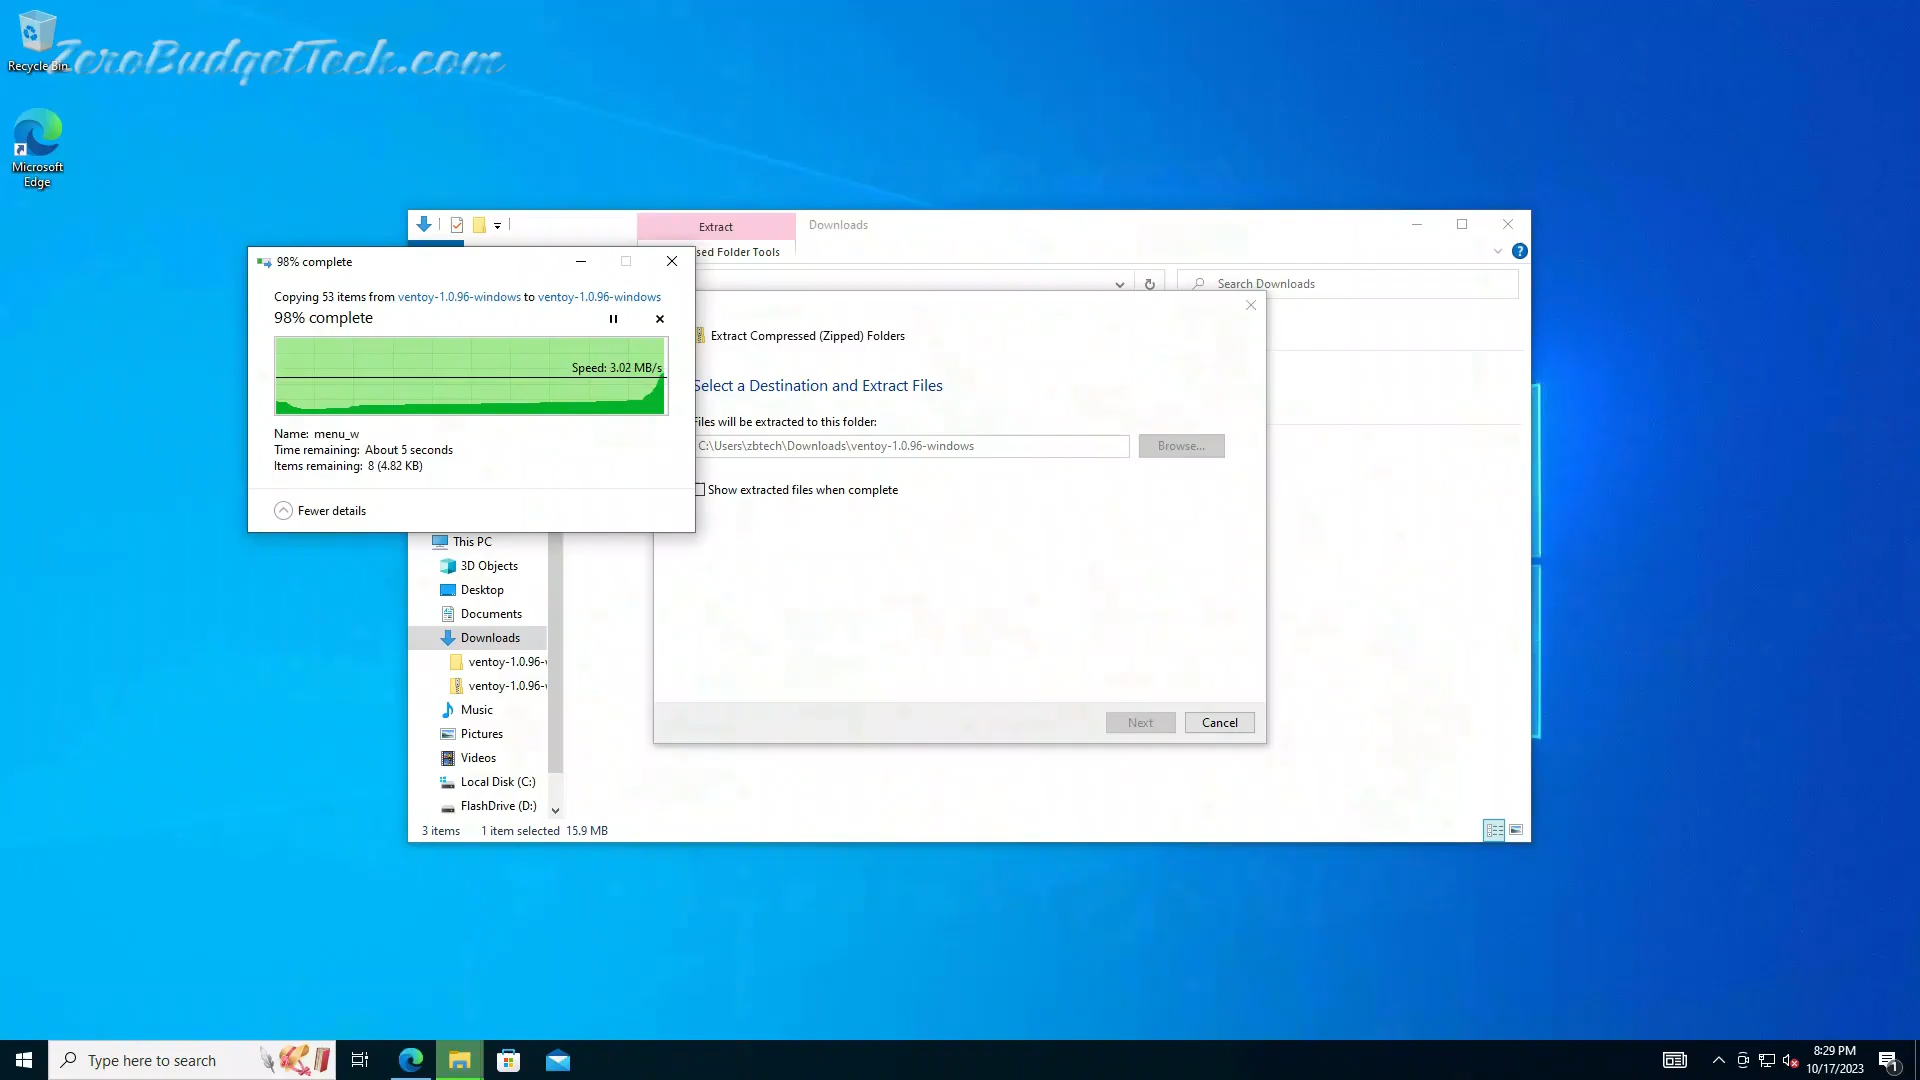 Recycle Bin
ZeroBudgetTech.com
Microsoft
Edge
Extract
Downloads
sed Folder Tools
Search Downloads
98% complete
Copying 53 items from ventoy-1.0.96-windows to ventoy-1.0.96-windows
98% complete
Speed: 3.02 MB/s
Name: menu_w
Time remaining: About 5 seconds
Items remaining: 8 (4.82 KB)
Fewer details
Extract Compressed (Zipped) Folders
Select a Destination and Extract Files
Files will be extracted to this folder:
C:\Users\zbtech\Downloads\ventoy-1.0.96-windows
Browse...
Show extracted files when complete
Next
Cancel
This PC
3D Objects
Desktop
Documents
Downloads
ventoy-1.0.96-w
ventoy-1.0.96-w
Music
Pictures
Videos
Local Disk (C:)
FlashDrive (D:)
3 items 1 item selected 15.9 MB
Type here to search
8:29 PM
10/17/2023
1